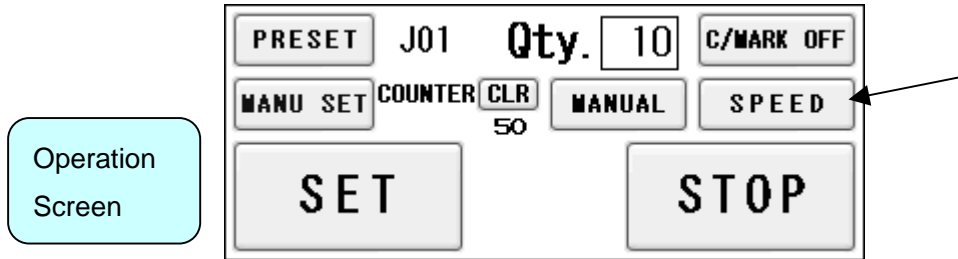 PRESET J01 Qty. 10 C/MARK OFF
MANU SET COUNTER CLR MANUAL SPEED
50
Operation
Screen
SET STOP